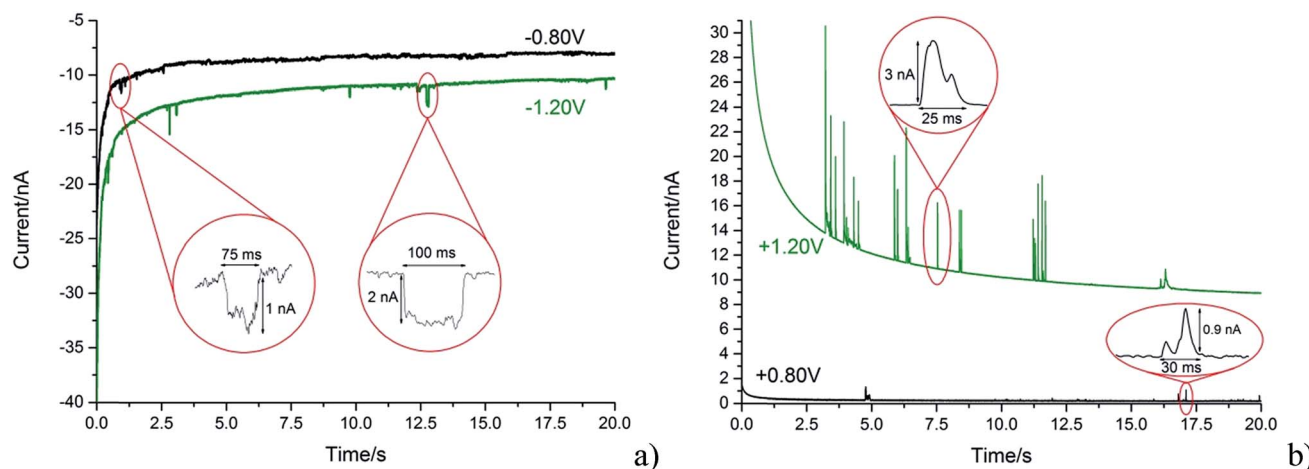 -5
-10
-15
-20
-25
-30
-35
-40
Current/nA
-0.80V
-1.20V
75 ms
1 nA
100 ms
2 nA
0.0 2.5 5.0 7.5 10.0 12.5 15.0 17.5 20.0
Time/s
a)
30
28
26
24
22
20
18
16
14
12
10
8
6
4
2
0
Current/nA
3 nA
25 ms
+1.20V
0.9 nA
30 ms
+0.80V
0.0 2.5 5.0 7.5 10.0 12.5 15.0 17.5 20.0
Time/s
b)